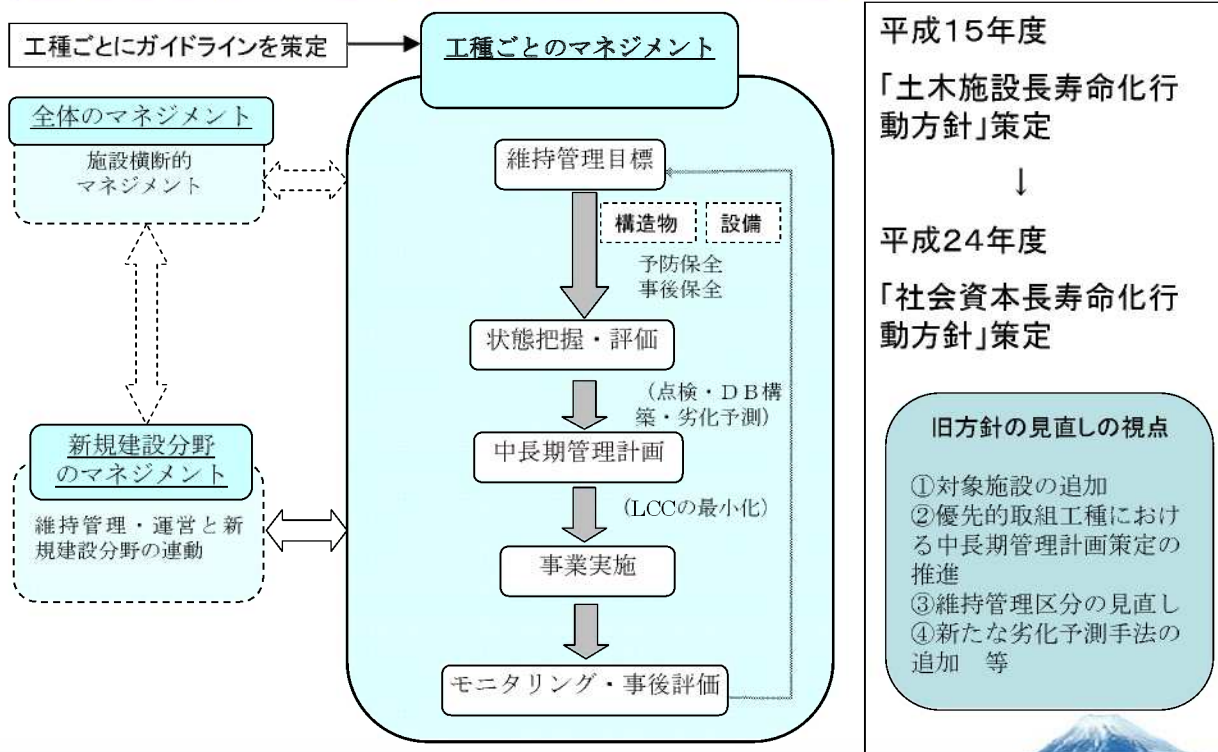 工種ごとにガイドラインを策定
工種ごとのマネジメント
全体のマネジメント
施設横断的
マネジメント
維持管理目標
構造物
設備
予防保全
事後保全
状態把握・評価
(点検・DB構
築・劣化予測)
新規建設分野
のマネジメント
維持管理・運営と新
規建設分野の連動
中長期管理計画
(LCCの最小化)
事業実施
モニタリング・事後評価
平成15年度
「土木施設長寿命化行
動方針」策定
↓
平成24年度
「社会資本長寿命化行
動方針」策定
旧方針の見直しの視点
①対象施設の追加
②優先的取組工種におけ
る中長期管理計画策定の
推進
③維持管理区分の見直し
④新たな劣化予測手法の
追加　等